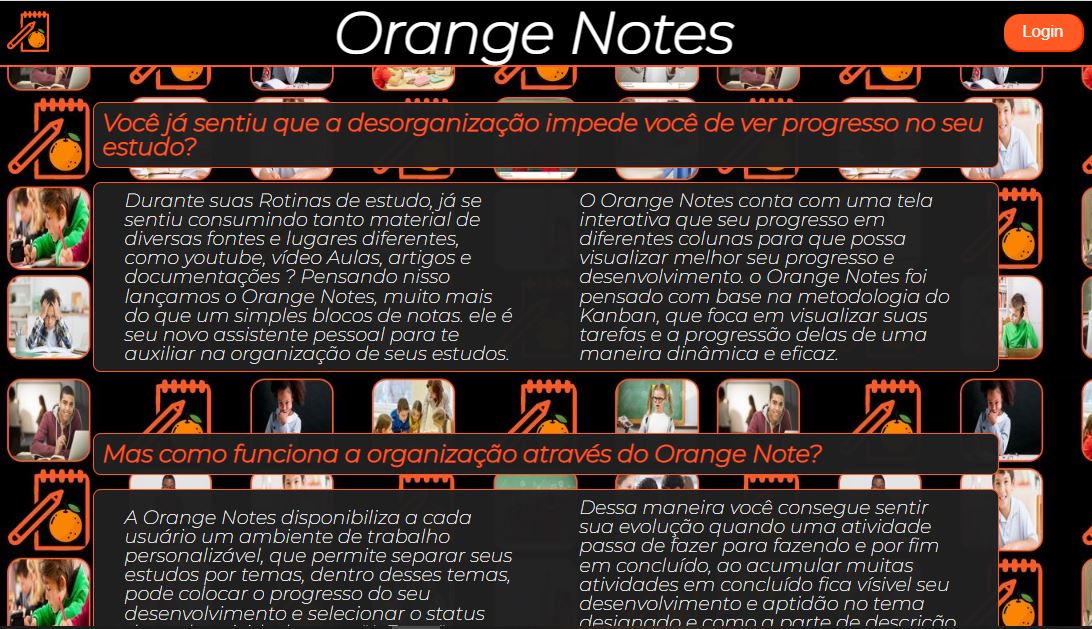 Orange Notes
Login
Você já sentiu que a desorganização impede você de ver progresso no seu
estudo?
Durante suas Rotinas de estudo, já se
sentiu consumindo tanto material de
diversas fontes e lugares diferentes,
como youtube, vídeo Aulas, artigos e
documentações ? Pensando nisso
lançamos o Orange Notes, muito mais
do que um simples blocos de notas. ele é
seu novo assistente pessoal para te
auxiliar na organização de seus estudos.
O Orange Notes conta com uma tela
interativa que seu progresso em
diferentes colunas para que possa
visualizar melhor seu progresso e
desenvolvimento. o Orange Notes foi
pensado com base na metodologia do
Kanban, que foca em visualizar suas
tarefas e a progressão delas de uma
maneira dinâmica e eficaz.
Mas como funciona a organização através do Orange Note?
A Orange Notes disponibiliza a cada
usuário um ambiente de trabalho
personalizável, que permite separar seus
estudos por temas, dentro desses temas,
pode colocar o progresso do seu
desenvolvimento e selecionar o status
Dessa maneira você consegue sentir
sua evolução quando uma atividade
passa de fazer para fazendo e por fim
em concluído, ao acumular muitas
atividades em concluído fica vísivel seu
desenvolvimento e aptidão no tema
designado e como a parte de descrição